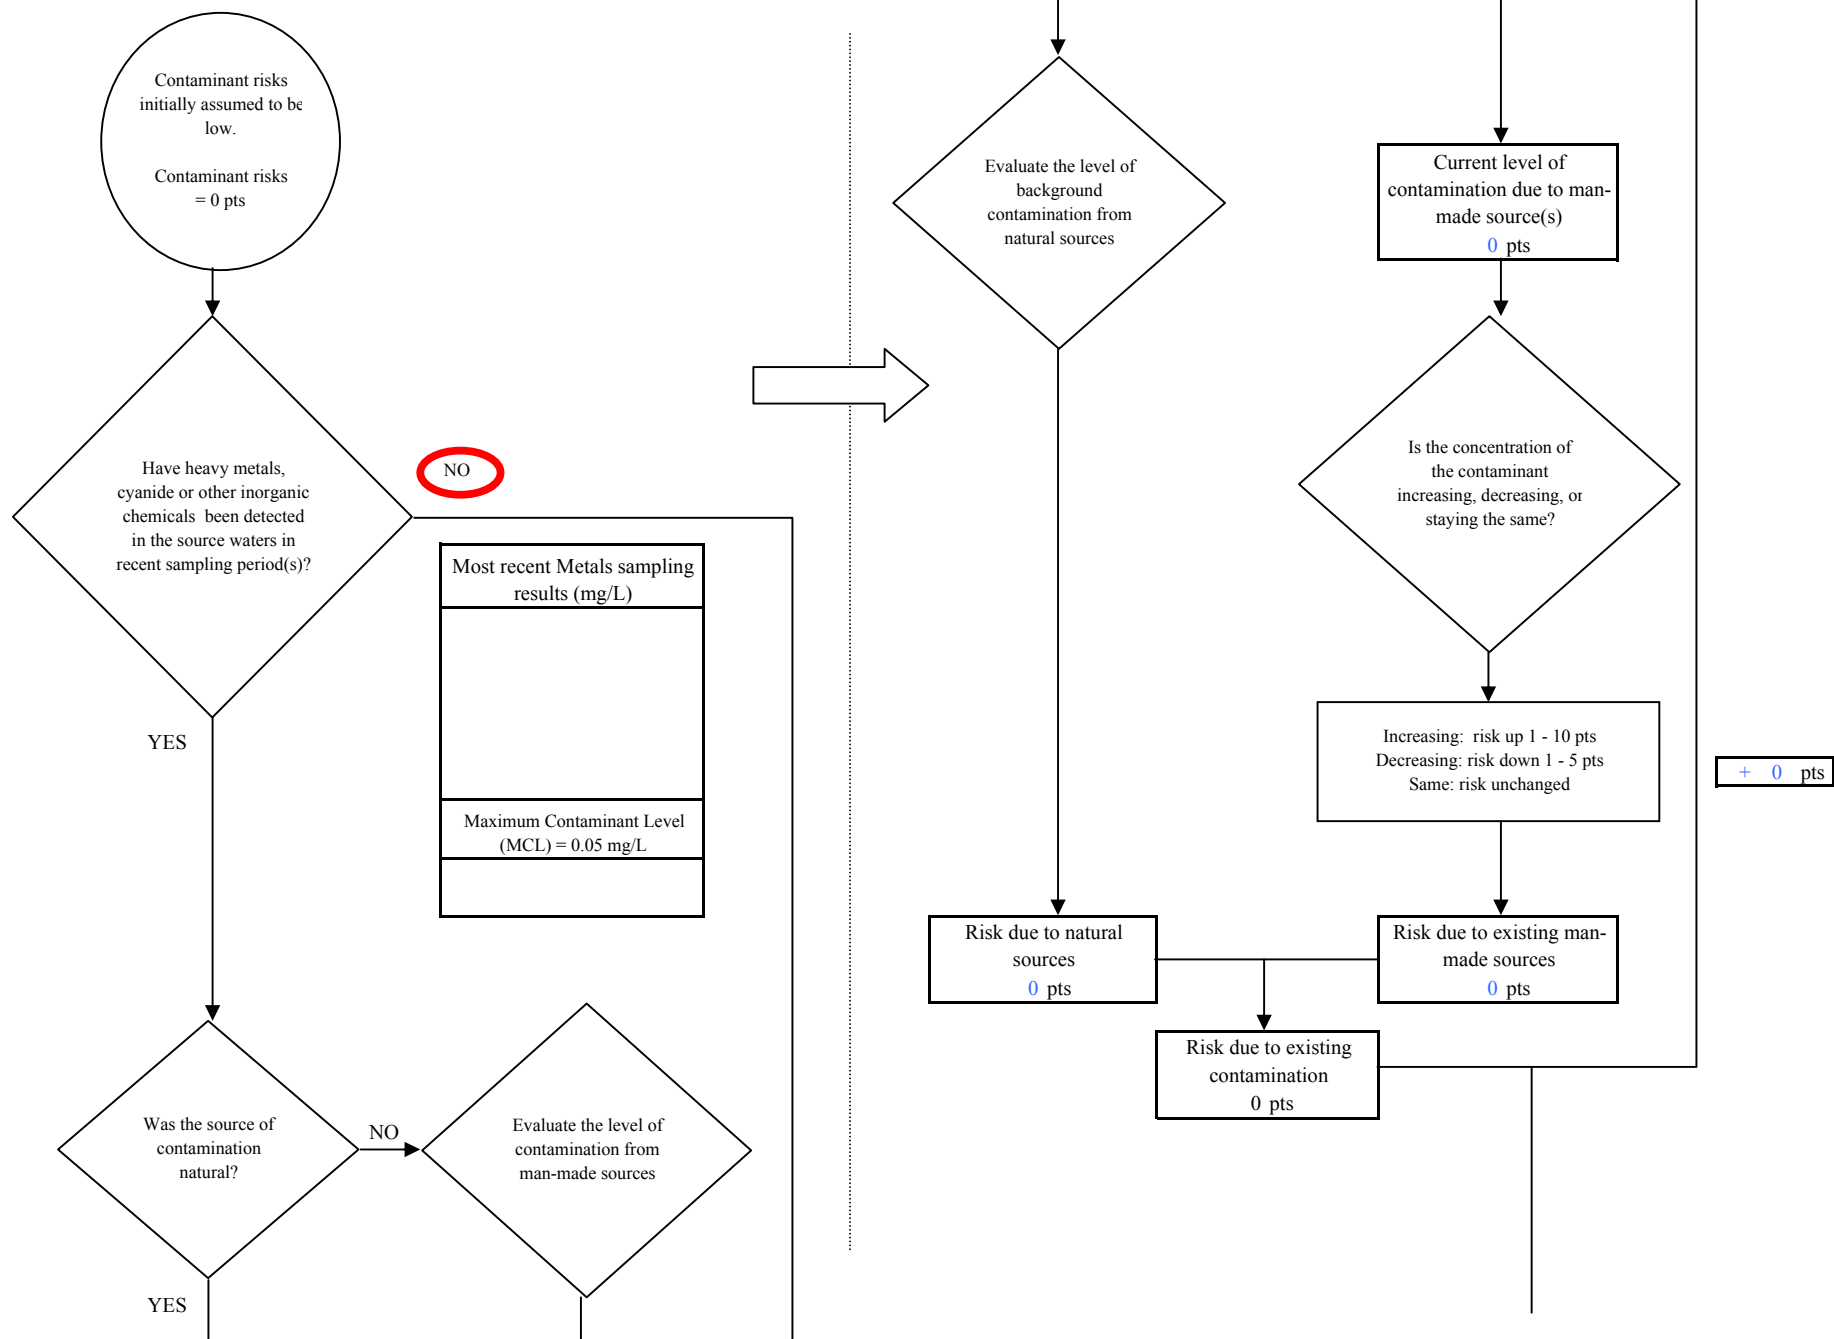 Contaminant risks
initially assumed to be
low.
Contaminant risks
= 0 pts
Have heavy metals,
cyanide or other inorganic
chemicals been detected
in the source waters in
recent sampling period(s)?
NO
Most recent Metals sampling
results (mg/L)
Maximum Contaminant Level
(MCL) = 0.05 mg/L
YES
Was the source of
contamination
natural?
NO
Evaluate the level of
contamination from
man-made sources
YES
Evaluate the level of
background
contamination from
natural sources
Current level of
contamination due to man-
made source(s)
0 pts
Is the concentration of
the contaminant
increasing, decreasing, or
staying the same?
Increasing: risk up 1 - 10 pts
Decreasing: risk down 1 - 5 pts
Same: risk unchanged
+ 0 pts
Risk due to natural
sources
0 pts
Risk due to existing man-
made sources
0 pts
Risk due to existing
contamination
0 pts